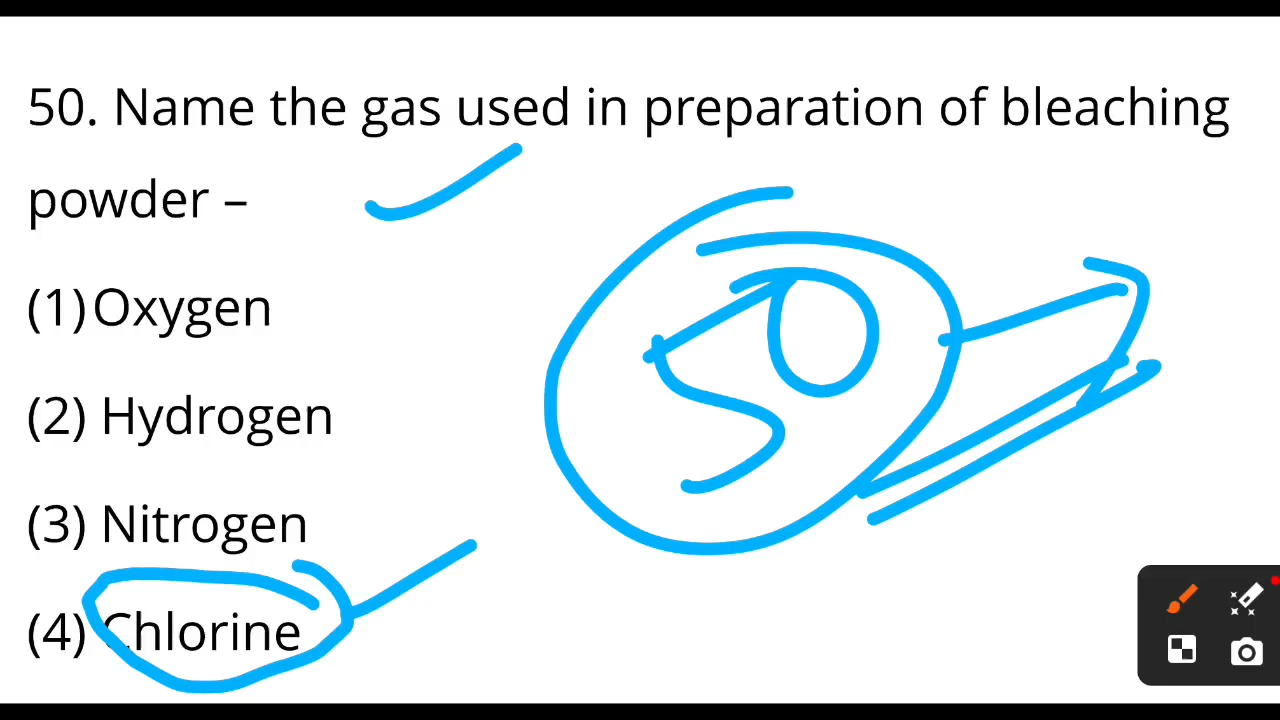 50. Name the gas used in preparation of bleaching
powder –
50
(1) Oxygen
(2) Hydrogen
(3) Nitrogen
(4) Chlorine